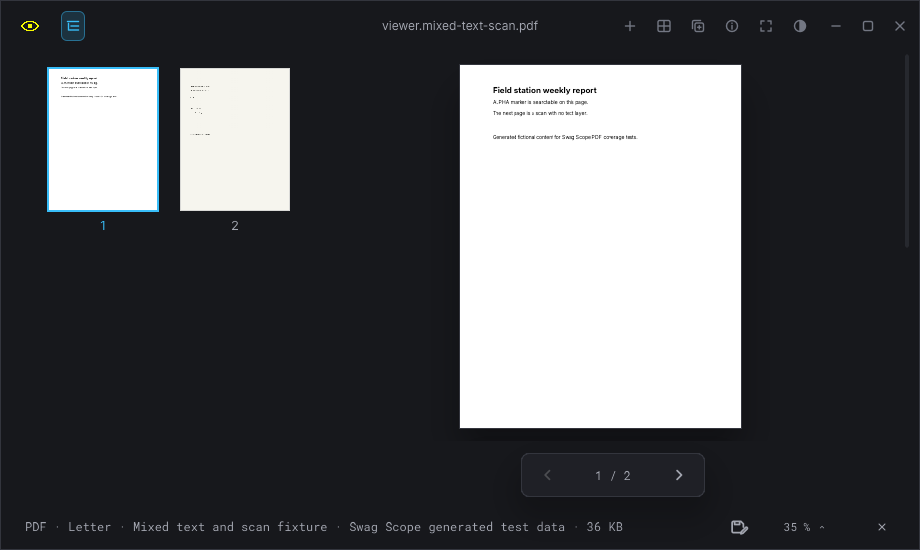 viewer.mixed-text-scan.pdf
1
2
Field station weekly report
ALPHA marker is searchable on this page.
The next page is a scan with no text layer.
Generated fictional content for Swag Scope PDF coverage tests.
1 / 2
PDF · Letter · Mixed text and scan fixture · Swag Scope generated test data · 36 KB
35 %